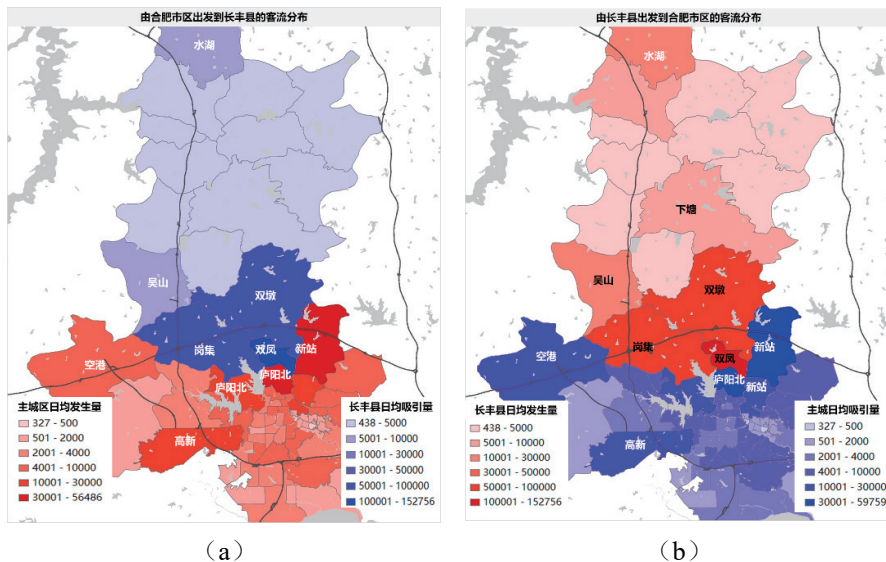 由合肥市区出发到长丰县的客流分布
水湖
吴山
双墩
岗集
双凤
新站
空港
庐阳北
庐阳北
高新
主城区日均发生量
327 - 500
501 - 2000
2001 - 4000
4001 - 10000
10001 - 30000
30001 - 56486
长丰县日均吸引量
438 - 5000
5001 - 10000
10001 - 30000
30001 - 50000
50001 - 100000
100001 - 152756
(a)
由长丰县出发到合肥市区的客流分布
水湖
下塘
吴山
双墩
岗集
双凤
新站
空港
庐阳北
新站
高新
长丰县日均发生量
438 - 5000
5001 - 10000
10001 - 30000
30001 - 50000
50001 - 100000
100001 - 152756
主城日均吸引量
327 - 500
501 - 2000
2001 - 4000
4001 - 10000
10001 - 30000
30001 - 59759
(b)